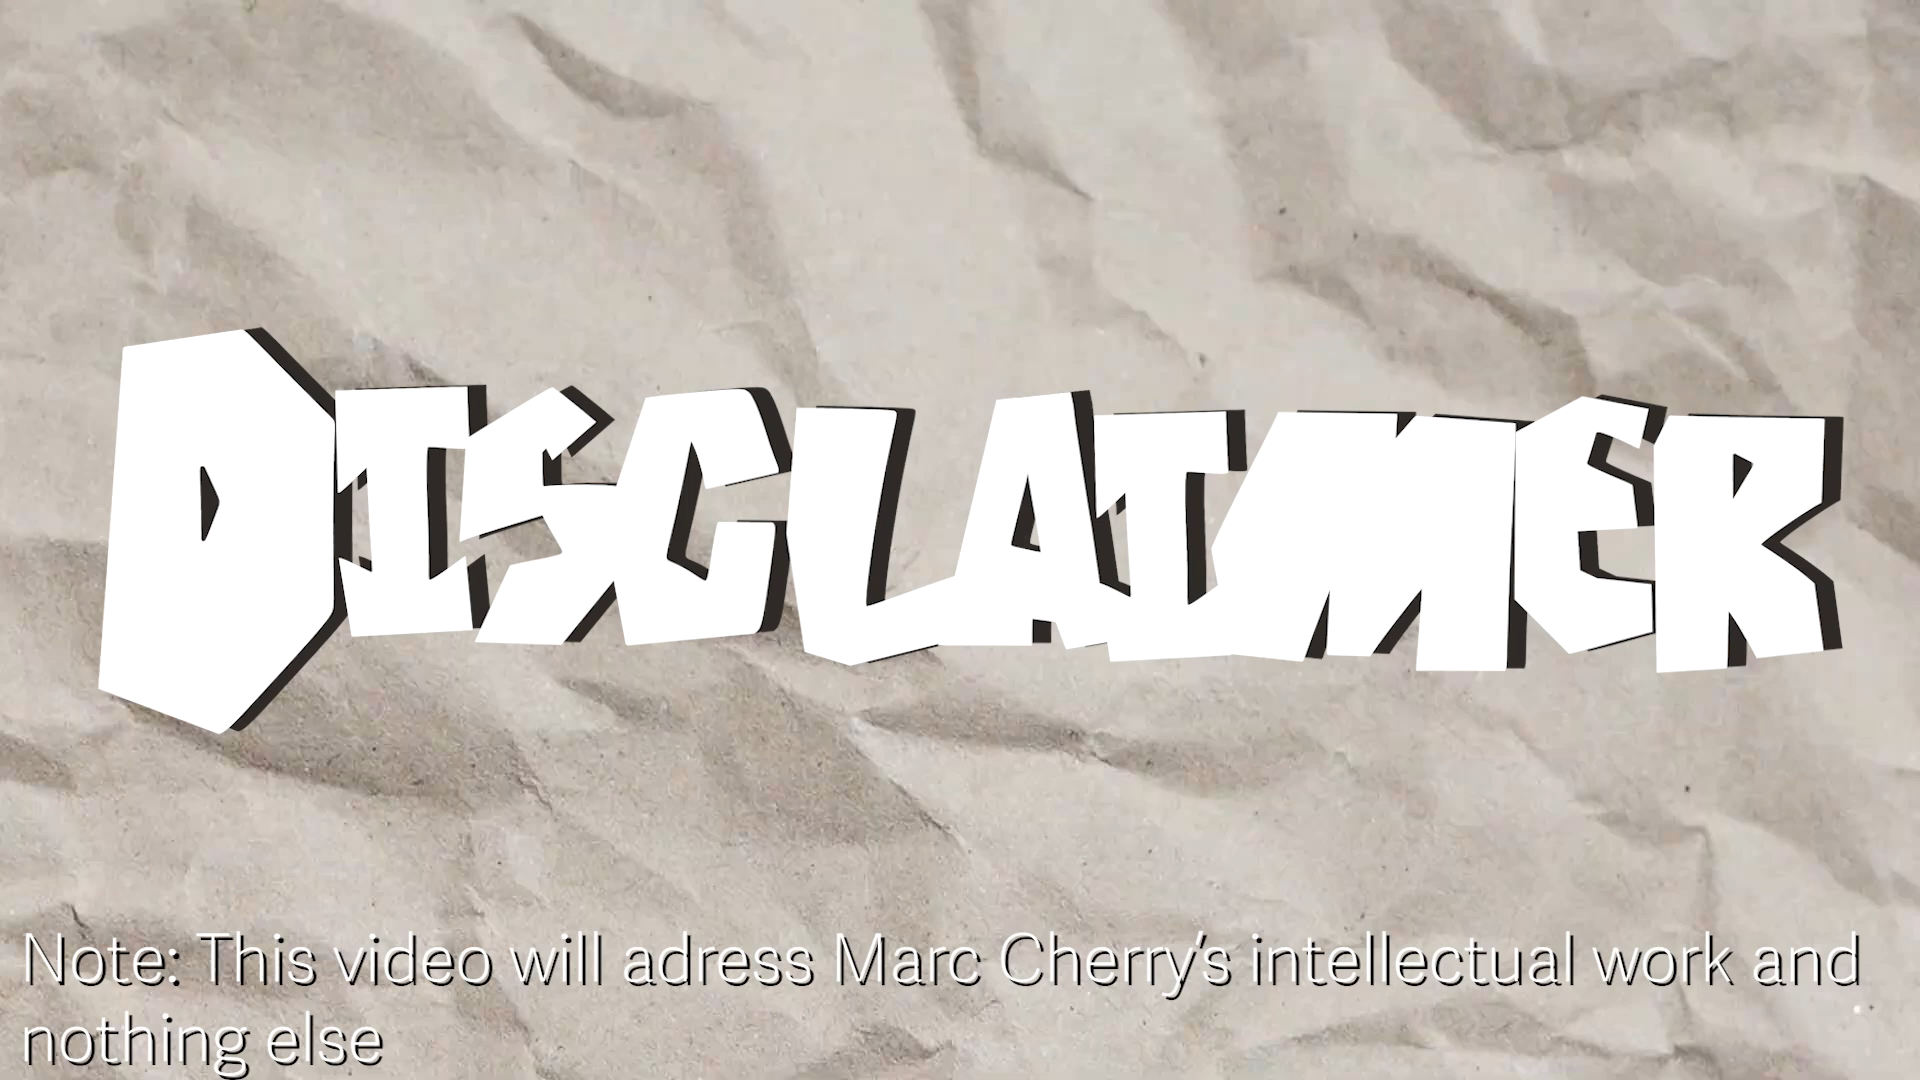 DISCLAIMER
Note: This video will adress Marc Cherry's intellectual work and
nothing else